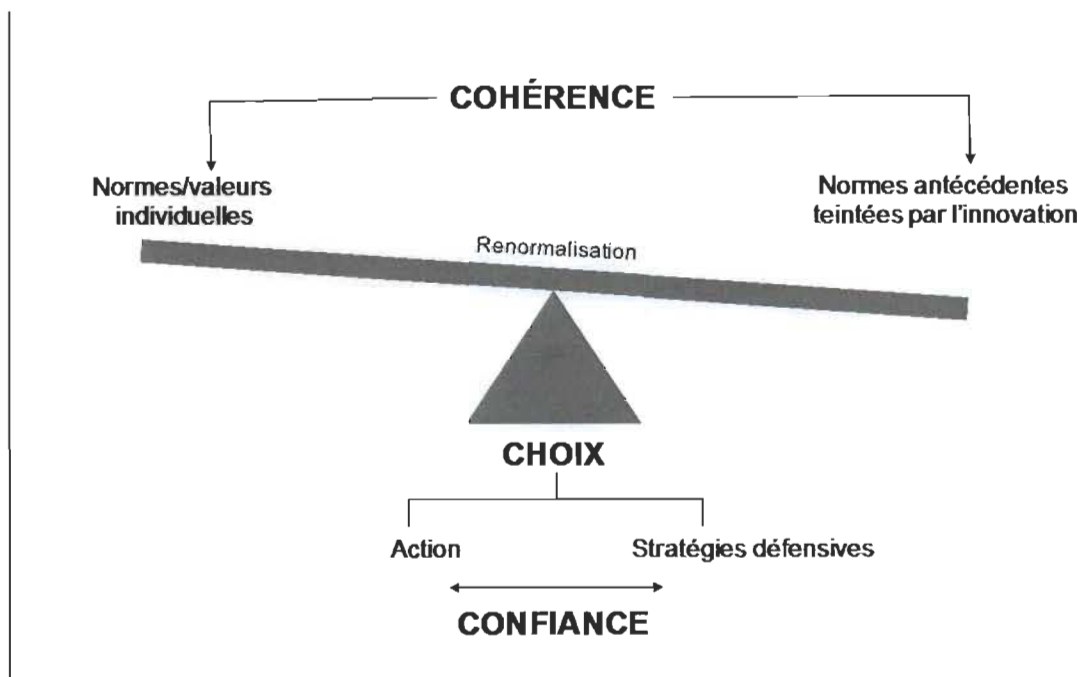 COHÉRENCE
Normes/valeurs
individuelles
Normes antécédentes
teintées par l'innovation
Renormalisation
CHOIX
Action
Stratégies défensives
CONFIANCE